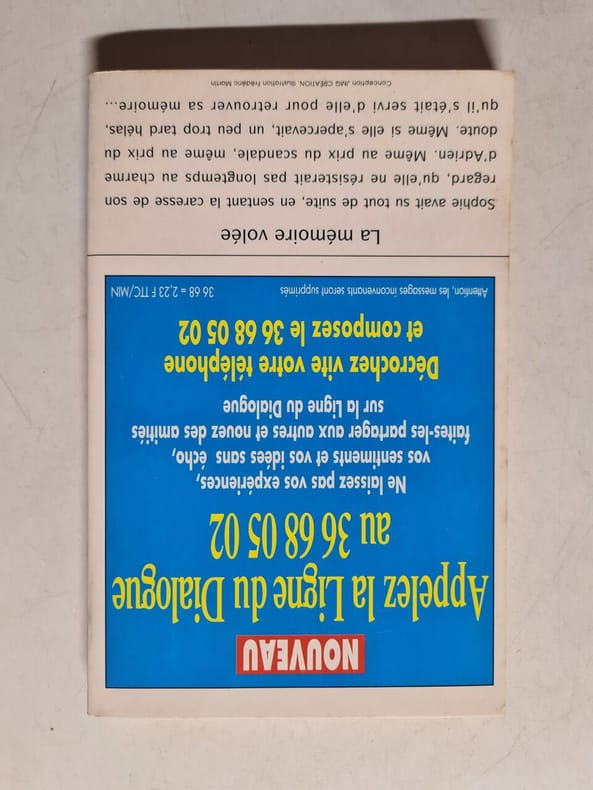 NOUVEAU
Appelez la Ligne du Dialogue
au 36 68 05 02
Ne laissez pas vos expériences,
vos sentiments et vos idées sans écho,
faites-les partager aux autres et nouez des amitiés
sur la Ligne du Dialogue
Décrochez vite votre téléphone
et composez le 36 68 05 02
Attention, les messages inconvenants seront supprimés 36 68 = 2,23 F TTC/MIN
La mémoire volée
Sophie avait su tout de suite, en sentant la caresse de son
regard, qu'elle ne résisterait pas longtemps au charme
d'Adrien. Même au prix du scandale, même au prix du
doute. Même si elle s'apercevait, un peu trop tard hélas,
qu'il s'était servi d'elle pour retrouver sa mémoire...
Conception JMG CRÉATION. Illustration Frédéric Martin